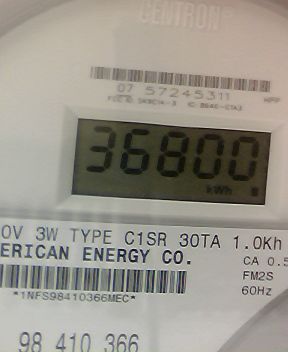 CENTRON®
07 57245311
36800
kWh
0V 3W TYPE C1SR 30TA 1.0Kh
ERICAN ENERGY CO.
CA 0.5
FM2S
*1NFS98410366MEC*
60Hz
98 410 366